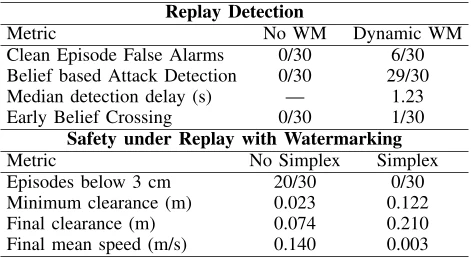 Replay Detection
Metric No WM Dynamic WM
Clean Episode False Alarms 0/30 6/30
Belief based Attack Detection 0/30 29/30
Median detection delay (s) — 1.23
Early Belief Crossing 0/30 1/30
Safety under Replay with Watermarking
Metric No Simplex Simplex
Episodes below 3 cm 20/30 0/30
Minimum clearance (m) 0.023 0.122
Final clearance (m) 0.074 0.210
Final mean speed (m/s) 0.140 0.003